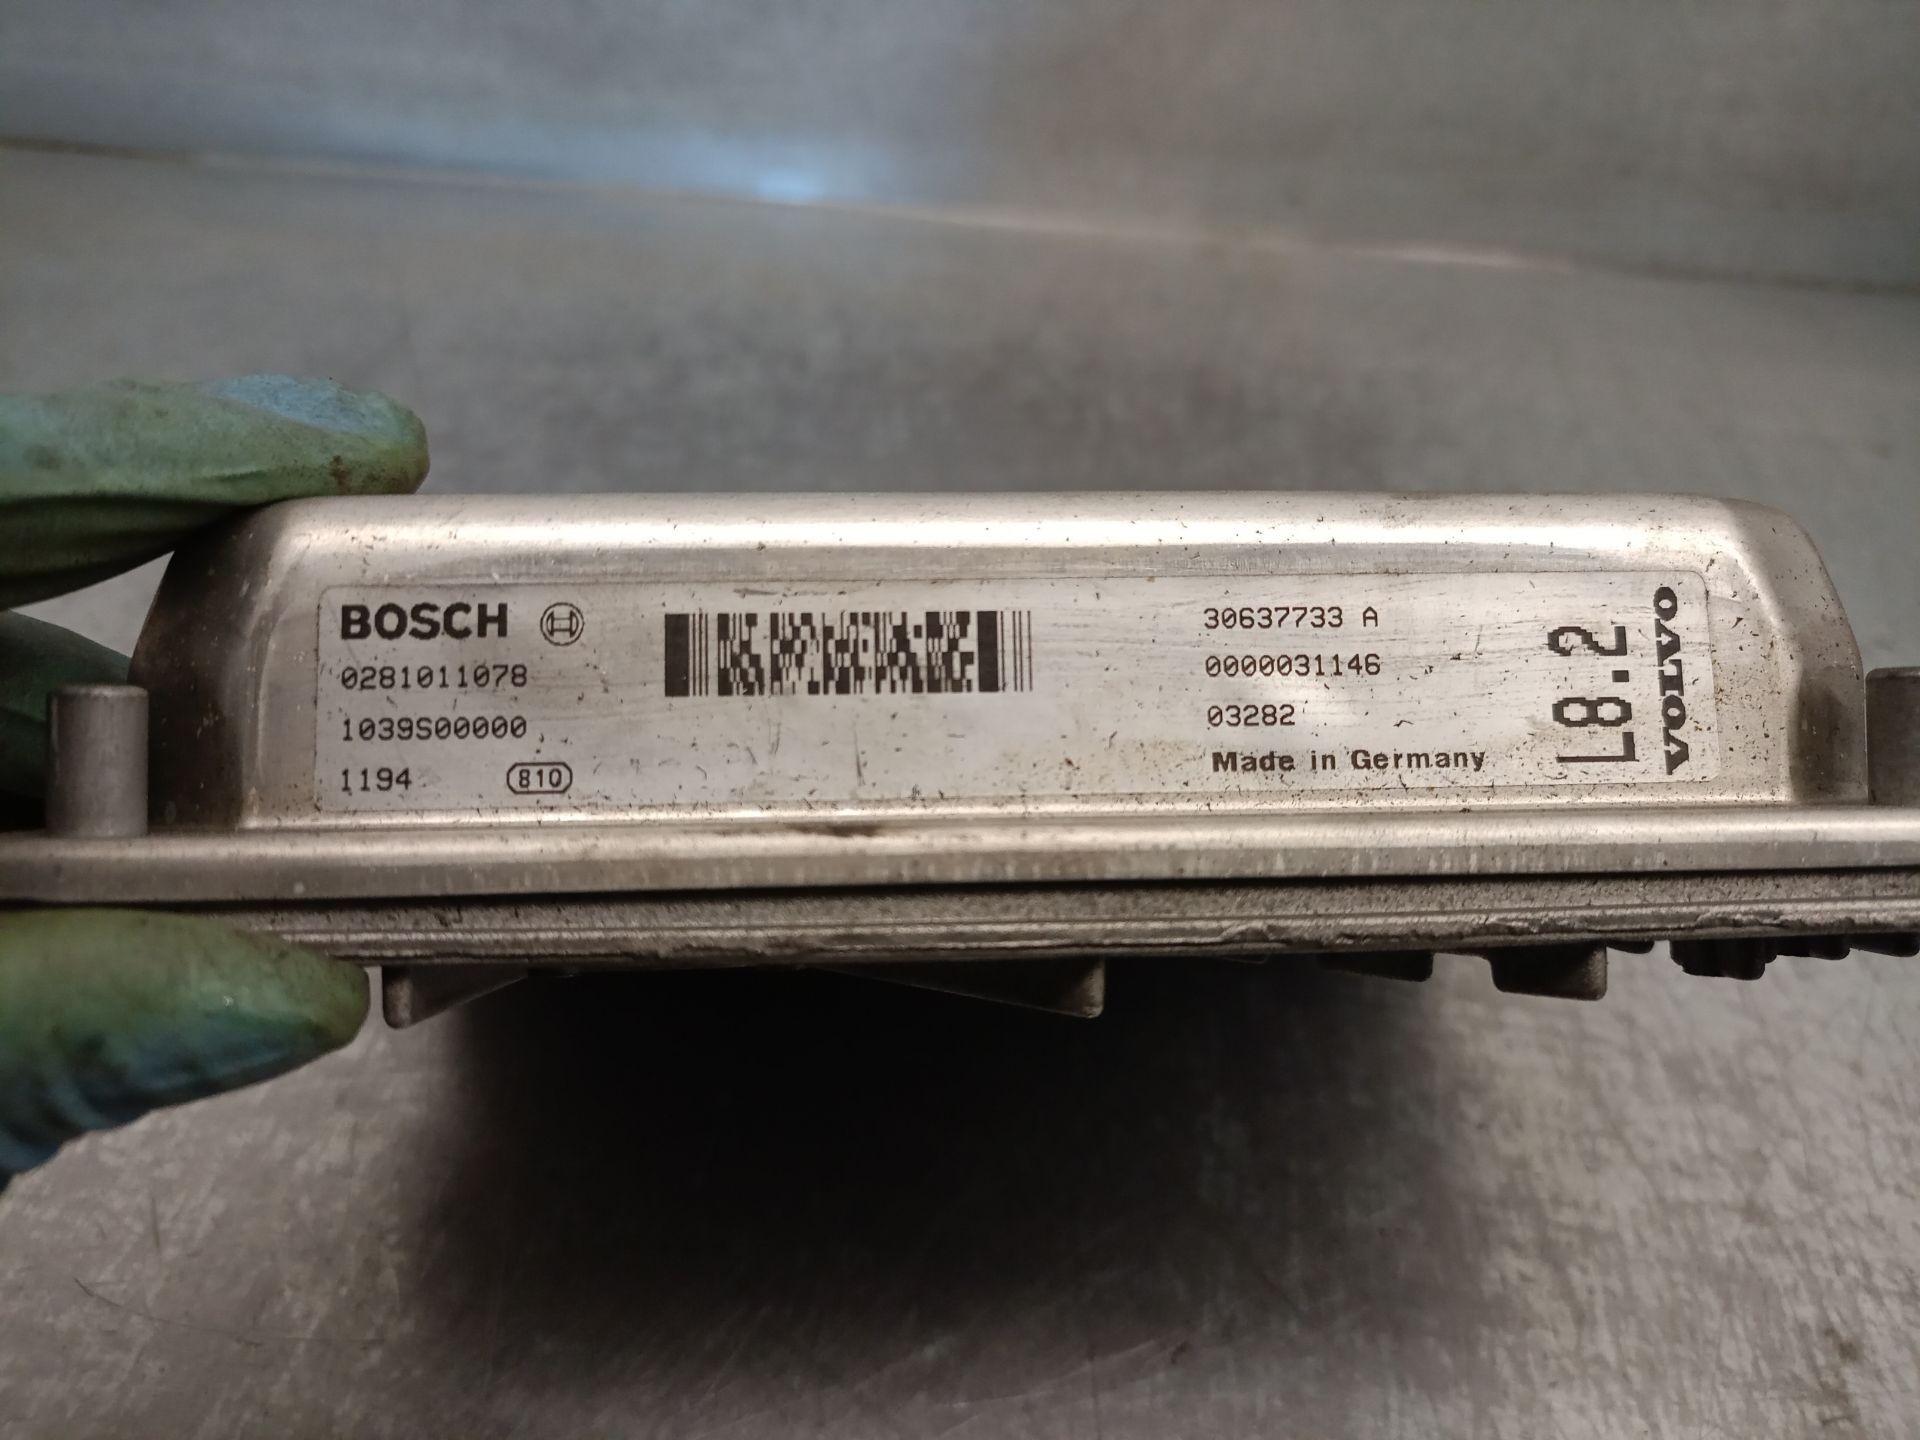 BOSCH
0281011078
1039S00000
1194 810
30637733 A
0000031146
03282
Made in Germany
L8.2
VOLVO